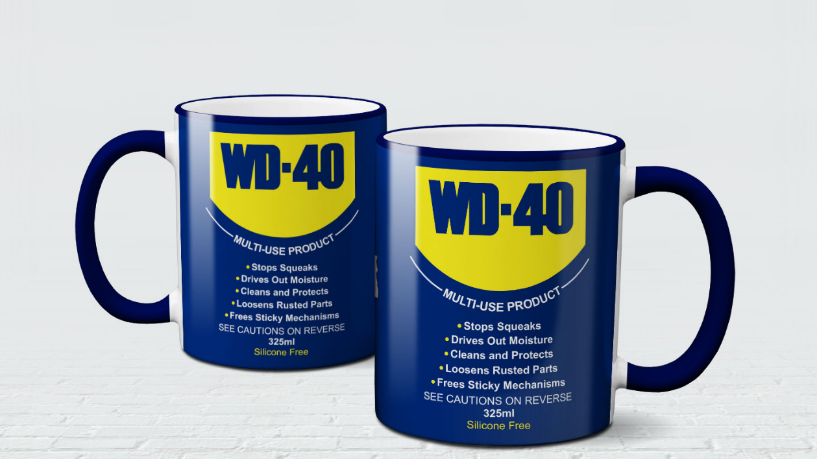 WD-40
MULTI-USE PRODUCT
•Stops Squeaks
•Drives Out Moisture
•Cleans and Protects
•Loosens Rusted Parts
•Frees Sticky Mechanisms
SEE CAUTIONS ON REVERSE
325ml
Silicone Free
WD-40
MULTI-USE PRODUCT
•Stops Squeaks
•Drives Out Moisture
•Cleans and Protects
•Loosens Rusted Parts
•Frees Sticky Mechanisms
SEE CAUTIONS ON REVERSE
325ml
Silicone Free